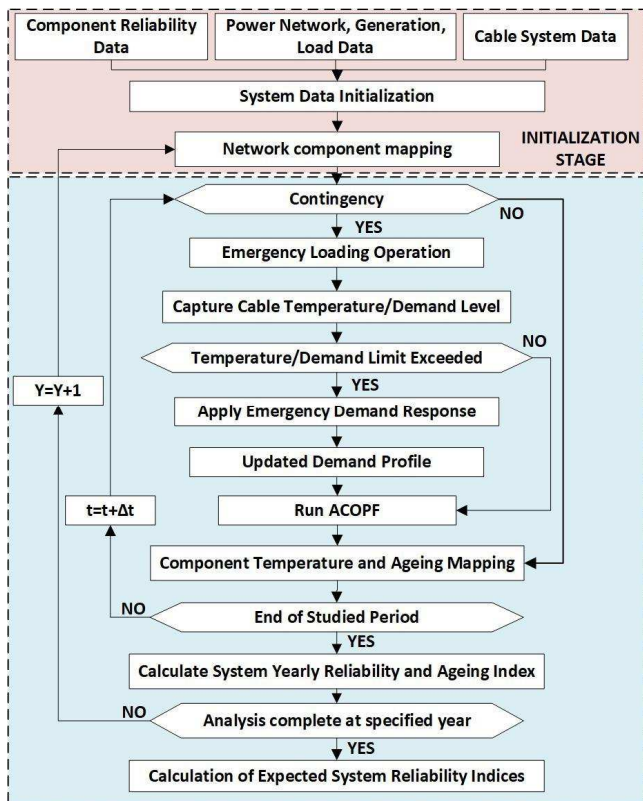 Component Reliability
Data
Power Network, Generation,
Load Data
Cable System Data
System Data Initialization
Network component mapping
INITIALIZATION
STAGE
Contingency
NO
YES
Emergency Loading Operation
Capture Cable Temperature/Demand Level
NO
Temperature/Demand Limit Exceeded
YES
Y=Y+1
Apply Emergency Demand Response
Updated Demand Profile
t=t+Δt
Run ACOPF
Component Temperature and Ageing Mapping
NO
End of Studied Period
YES
Calculate System Yearly Reliability and Ageing Index
NO
Analysis complete at specified year
YES
Calculation of Expected System Reliability Indices